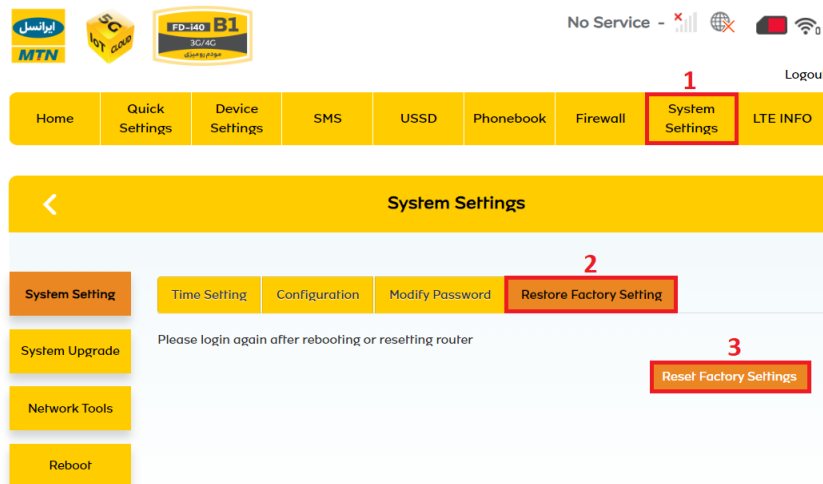 ایرانسل
MTN
5G
IoT CLOUD
FD-i40 B1
3G/4G
مودم رومیزی
No Service -
1
Logou
Home
Quick Settings
Device Settings
SMS
USSD
Phonebook
Firewall
System Settings
LTE INFO
System Settings
2
System Setting
Time Setting
Configuration
Modify Password
Restore Factory Setting
System Upgrade
Please login again after rebooting or resetting router
3
Reset Factory Settings
Network Tools
Reboot